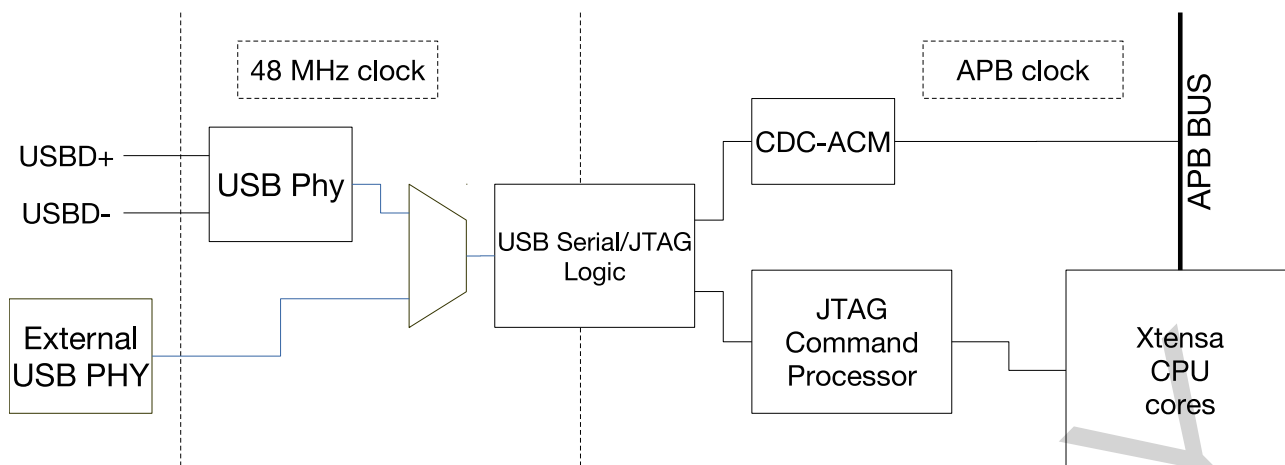 48 MHz clock
APB clock
USBD+
USBD-
USB Phy
CDC-ACM
APB BUS
USB Serial/JTAG
Logic
External
USB PHY
JTAG
Command
Processor
Xtensa
CPU
cores